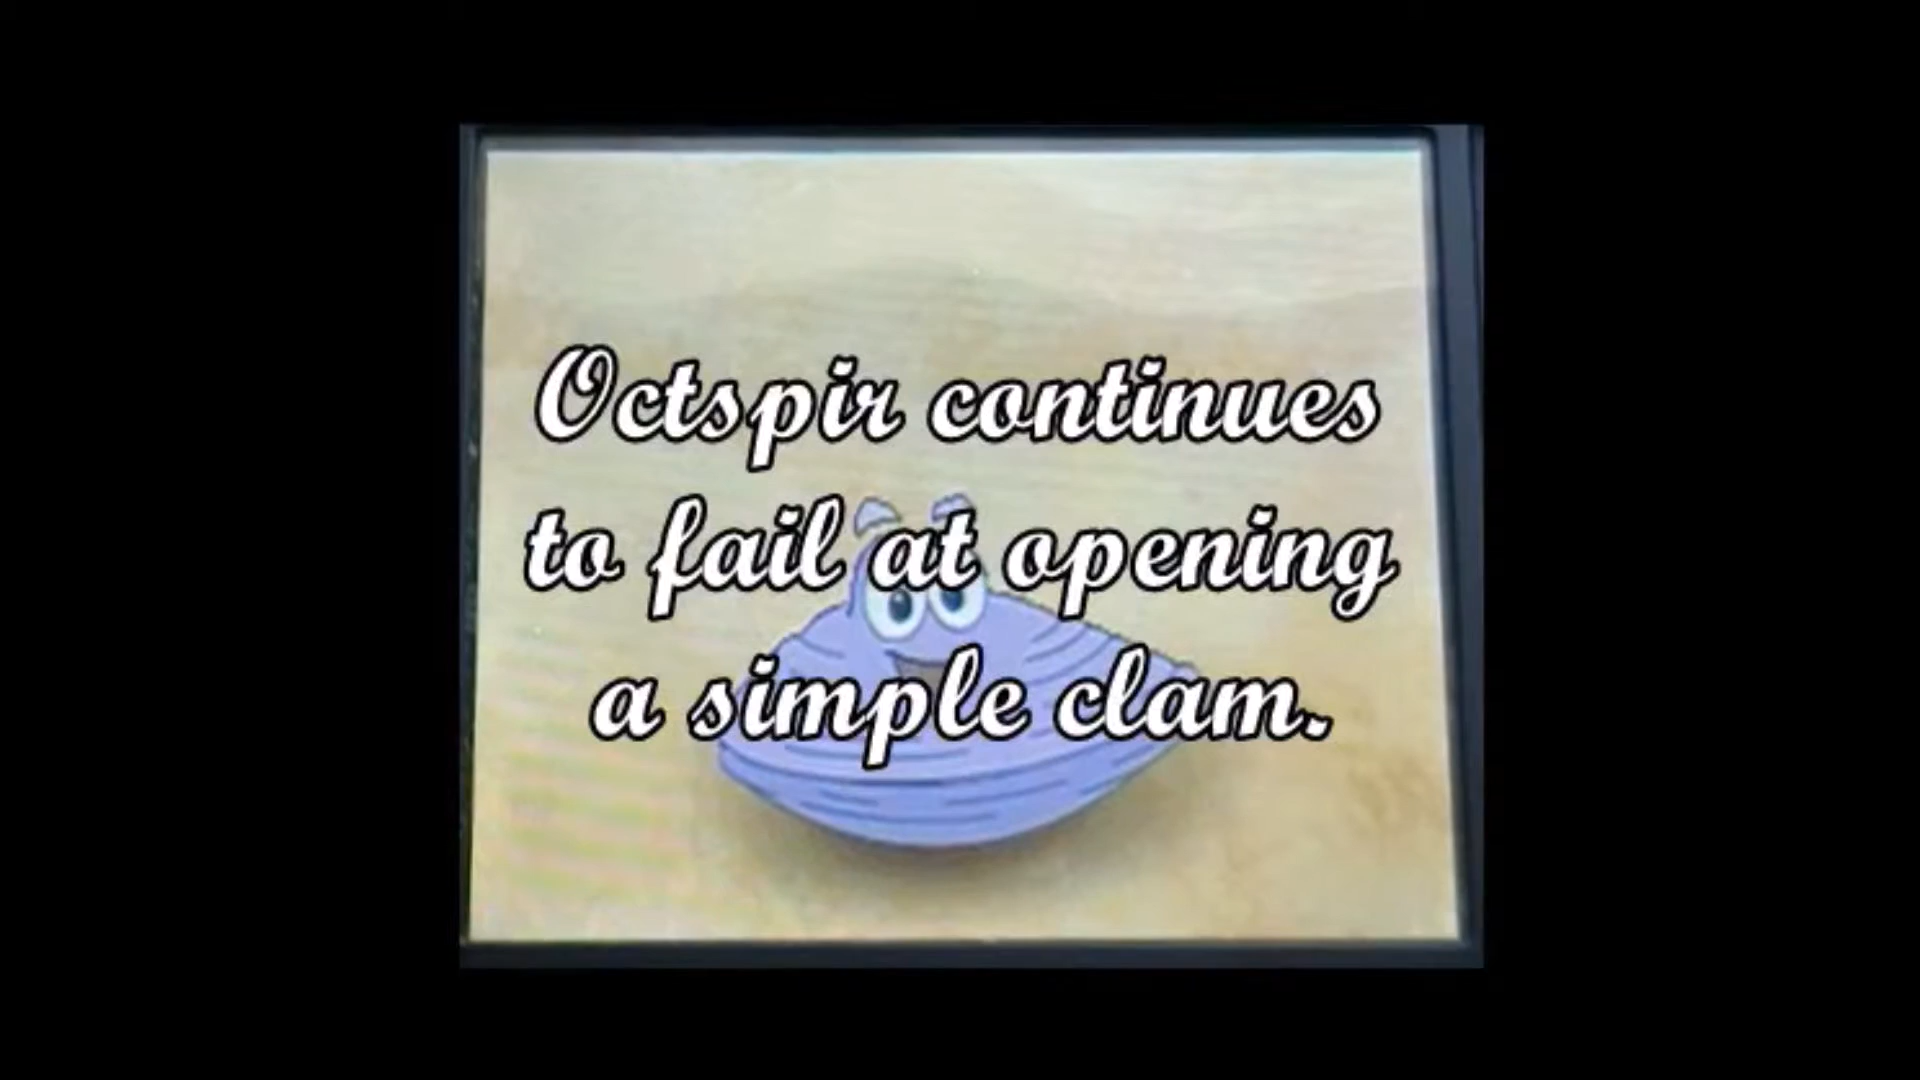 Octspir continues
to fail at opening
a simple clam.